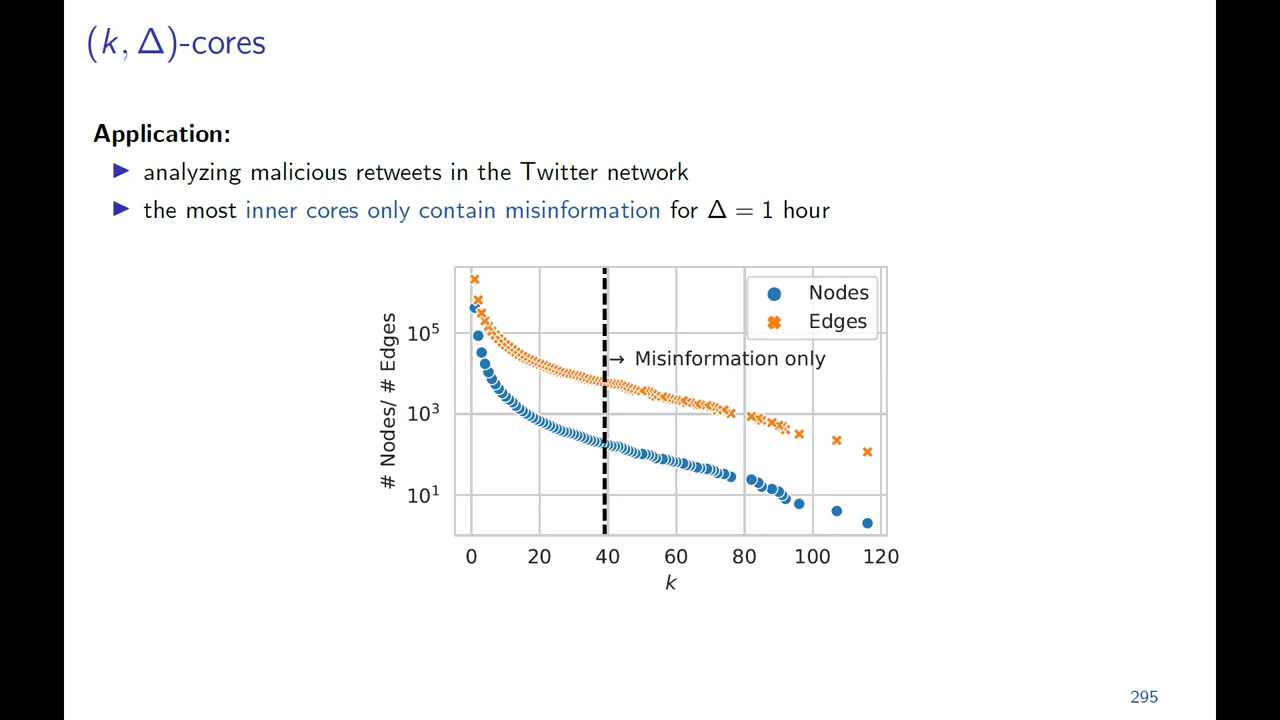 (k, Δ)-cores
Application:
▶ analyzing malicious retweets in the Twitter network
▶ the most inner cores only contain misinformation for Δ = 1 hour
Nodes
Edges
→ Misinformation only
# Nodes/ # Edges
10⁵
10³
10¹
0 20 40 60 80 100 120
k
295